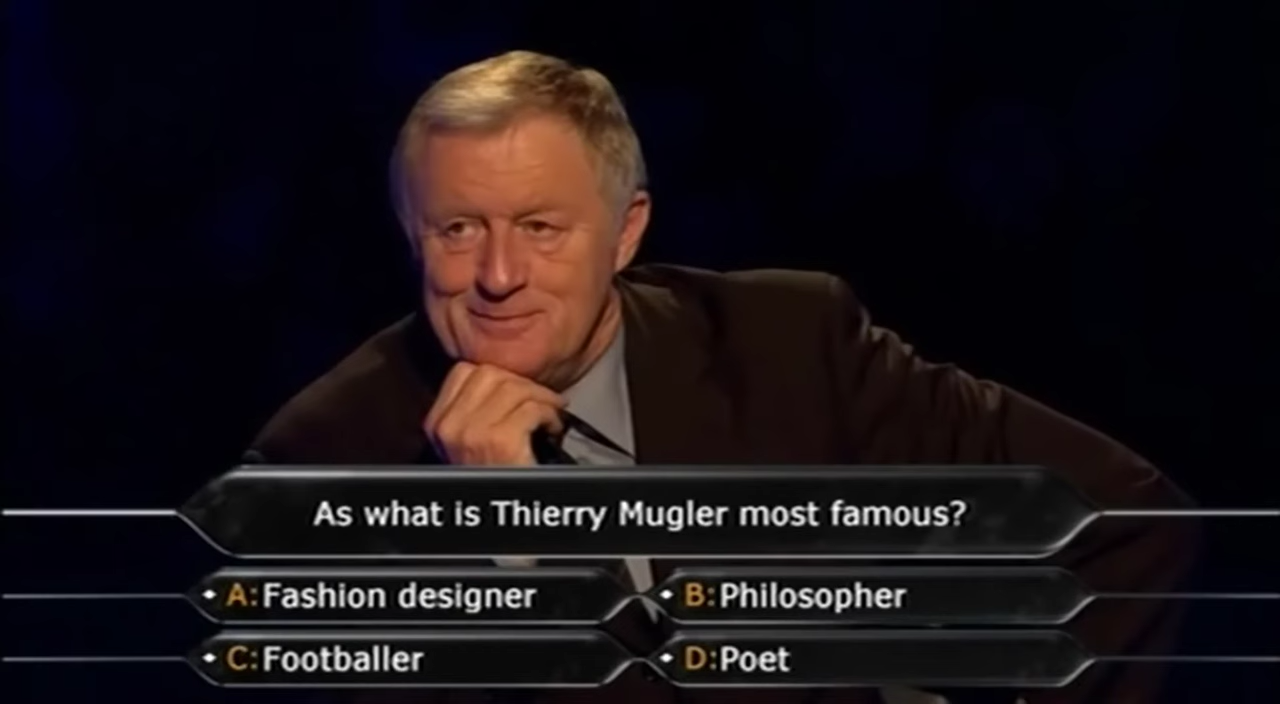 As what is Thierry Mugler most famous?
A: Fashion designer
B: Philosopher
C: Footballer
D: Poet